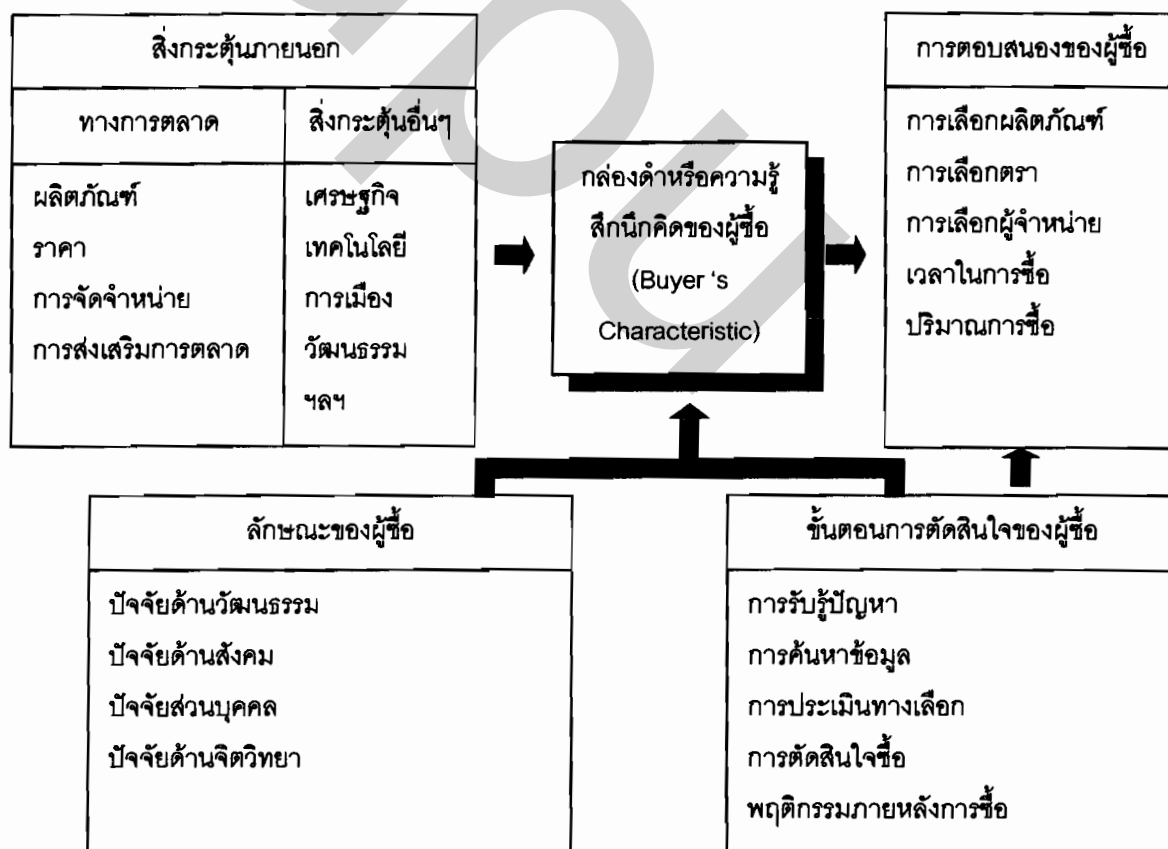 สิ่งกระตุ้นภายนอก
ทางการตลาด
สิ่งกระตุ้นอื่นๆ
ผลิตภัณฑ์
ราคา
การจัดจำหน่าย
การส่งเสริมการตลาด
เศรษฐกิจ
เทคโนโลยี
การเมือง
วัฒนธรรม
ฯลฯ
กล่องดำหรือความรู้
สึกนึกคิดของผู้ซื้อ
(Buyer ‘s
Characteristic)
การตอบสนองของผู้ซื้อ
การเลือกผลิตภัณฑ์
การเลือกตรา
การเลือกผู้จำหน่าย
เวลาในการซื้อ
ปริมาณการซื้อ
ลักษณะของผู้ซื้อ
ปัจจัยด้านวัฒนธรรม
ปัจจัยด้านสังคม
ปัจจัยส่วนบุคคล
ปัจจัยด้านจิตวิทยา
ขั้นตอนการตัดสินใจของผู้ซื้อ
การรับรู้ปัญหา
การค้นหาข้อมูล
การประเมินทางเลือก
การตัดสินใจซื้อ
พฤติกรรมภายหลังการซื้อ